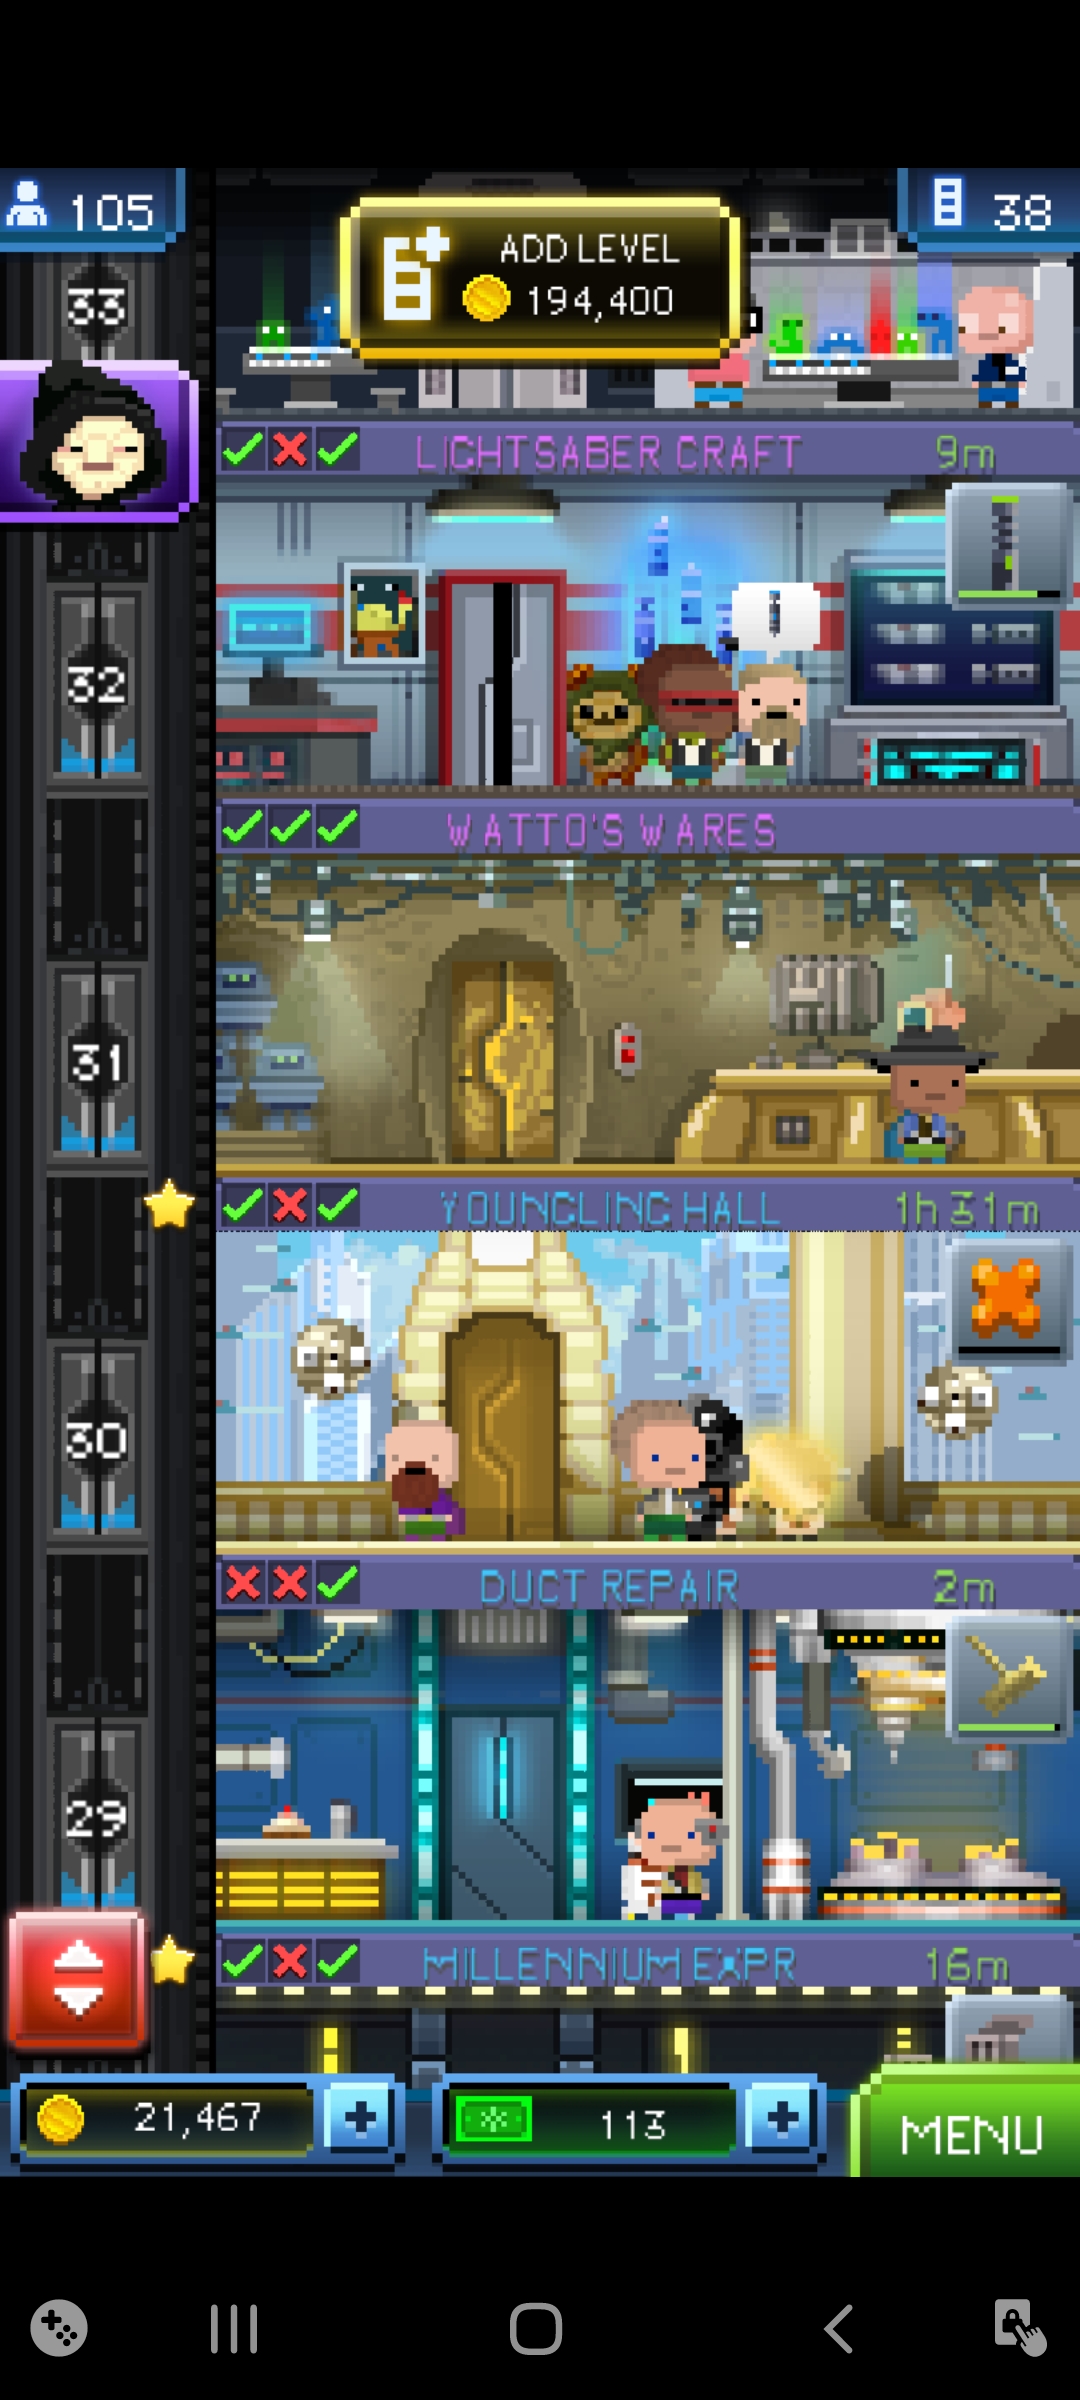 105
ADD LEVEL
194,400
38
33
LIGHTSABER CRAFT 9m
32
WATTO'S WARES
31
YOUNGLING HALL 1h 31m
30
DUCT REPAIR 2m
29
MILLENNIUM EXPR 16m
21,467
113
MENU